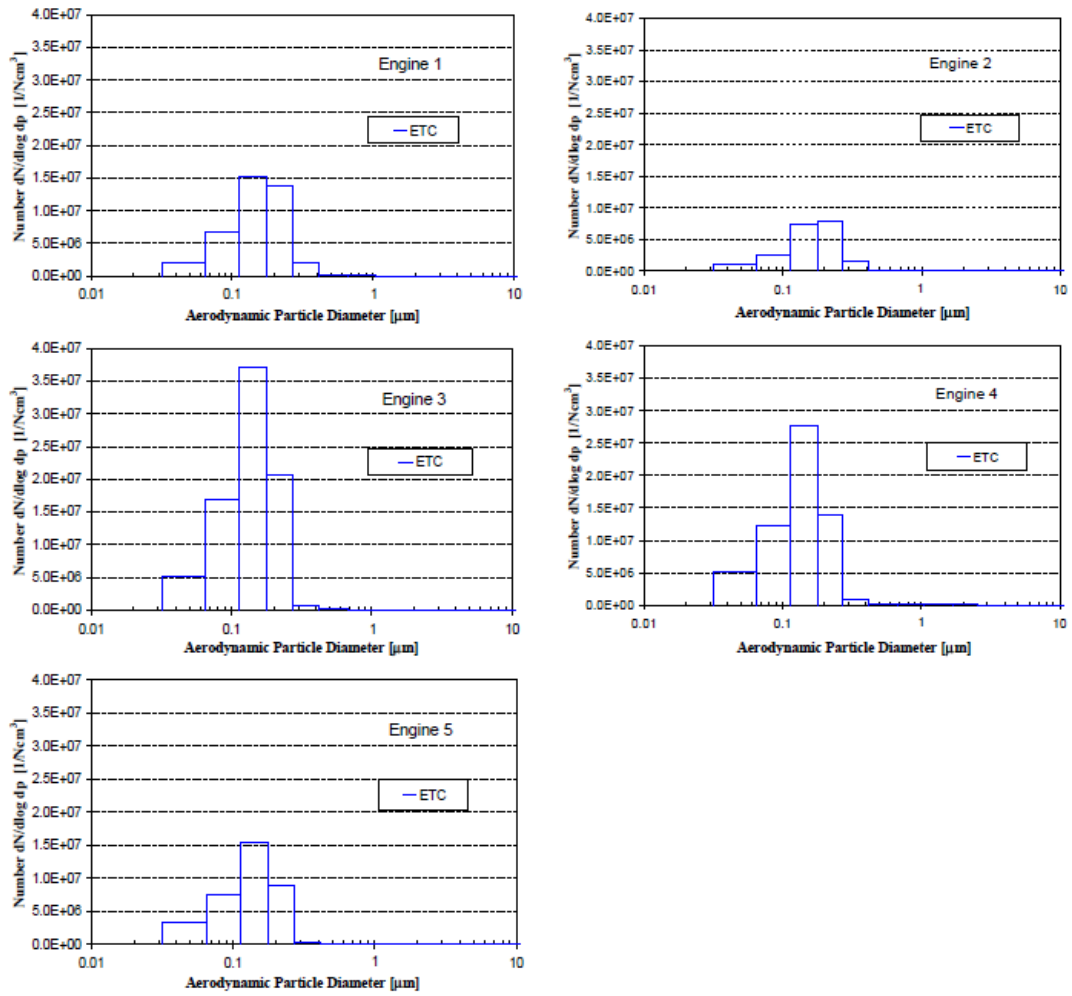 Number dN/dlog dp [1/Ncm³]
4.0E+07
3.5E+07
3.0E+07
2.5E+07
2.0E+07
1.5E+07
1.0E+07
5.0E+06
0.0E+00
Engine 1
ETC
0.01 0.1 1 10
Aerodynamic Particle Diameter [µm]
Number dN/dlog dp [1/Ncm³]
4.0E+07
3.5E+07
3.0E+07
2.5E+07
2.0E+07
1.5E+07
1.0E+07
5.0E+06
0.0E+00
Engine 2
ETC
0.01 0.1 1 10
Aerodynamic Particle Diameter [µm]
Number dN/dlog dp [1/Ncm³]
4.0E+07
3.5E+07
3.0E+07
2.5E+07
2.0E+07
1.5E+07
1.0E+07
5.0E+06
0.0E+00
Engine 3
ETC
0.01 0.1 1 10
Aerodynamic Particle Diameter [µm]
Number dN/dlog dp [1/Ncm³]
4.0E+07
3.5E+07
3.0E+07
2.5E+07
2.0E+07
1.5E+07
1.0E+07
5.0E+06
0.0E+00
Engine 4
ETC
0.01 0.1 1 10
Aerodynamic Particle Diameter [µm]
Number dN/dlog dp [1/Ncm³]
4.0E+07
3.5E+07
3.0E+07
2.5E+07
2.0E+07
1.5E+07
1.0E+07
5.0E+06
0.0E+00
Engine 5
ETC
0.01 0.1 1 10
Aerodynamic Particle Diameter [µm]